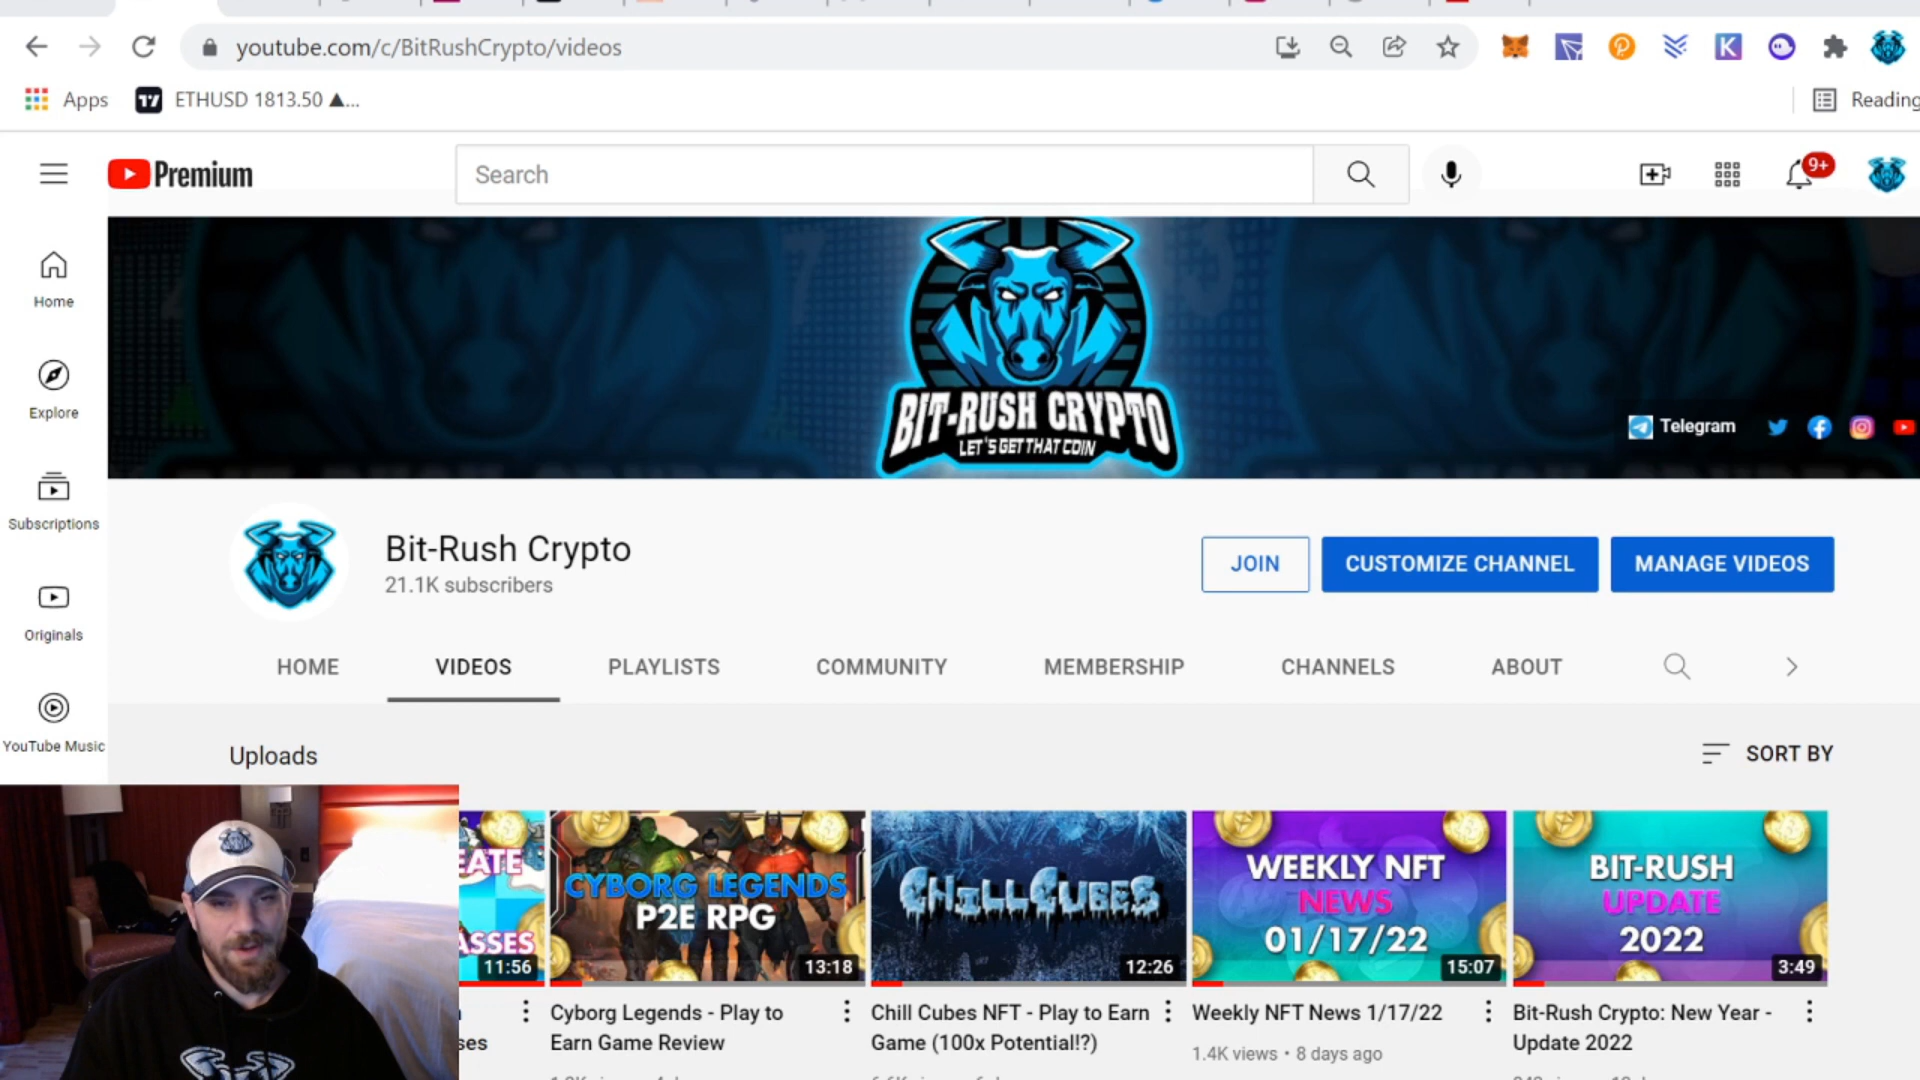 youtube.com/c/BitRushCrypto/videos
Apps
ETHUSD 1813.50 ▲...
Reading
Premium
Search
9+
Home
Explore
Subscriptions
Originals
YouTube Music
BIT-RUSH CRYPTO
LET'S GET THAT COIN
Telegram
Bit-Rush Crypto
21.1K subscribers
JOIN
CUSTOMIZE CHANNEL
MANAGE VIDEOS
HOME
VIDEOS
PLAYLISTS
COMMUNITY
MEMBERSHIP
CHANNELS
ABOUT
Uploads
SORT BY
EATE
ASSES
11:56
ses
CYBORG LEGENDS
P2E RPG
13:18
Cyborg Legends - Play to
Earn Game Review
CHILLCUBES
12:26
Chill Cubes NFT - Play to Earn
Game (100x Potential!?)
WEEKLY NFT
NEWS
01/17/22
15:07
Weekly NFT News 1/17/22
1.4K views • 8 days ago
BIT-RUSH
UPDATE
2022
3:49
Bit-Rush Crypto: New Year -
Update 2022